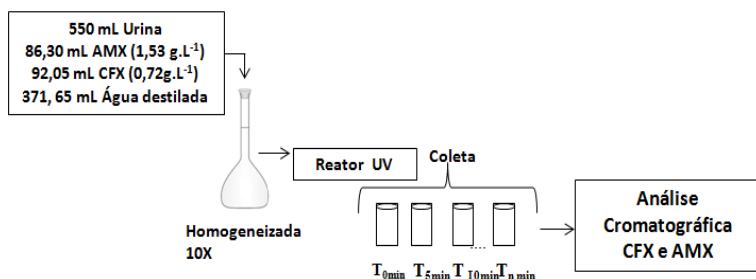 550 mL Urina
86,30 mL AMX (1,53 g.L⁻¹)
92,05 mL CFX (0,72g.L⁻¹)
371, 65 mL Água destilada
Reator UV
Coleta
Homogeneizada
10X
T0min T5min T10min T n min
....
Análise
Cromatográfica
CFX e AMX